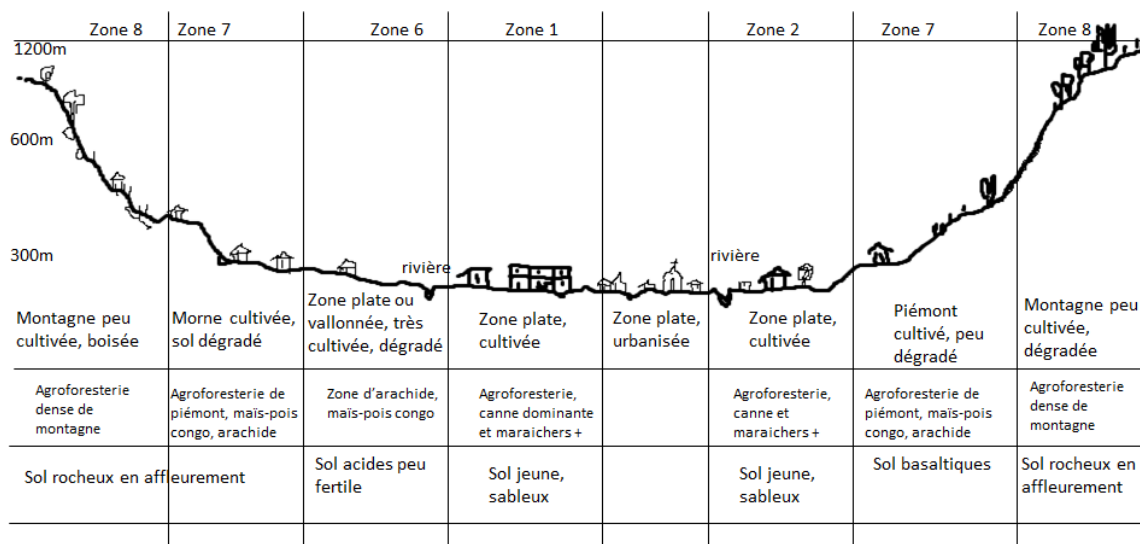 Zone 8
Zone 7
Zone 6
Zone 1
Zone 2
Zone 7
Zone 8
1200m
600m
300m
rivière
rivière
Montagne peu
cultivée, boisée
Morne cultivée,
sol dégradé
Zone plate ou
vallonnée, très
cultivée, dégradé
Zone plate,
cultivée
Zone plate,
urbanisée
Zone plate,
cultivée
Piémont
cultivé, peu
dégradé
Montagne peu
cultivée,
dégradée
Agroforesterie
dense de
montagne
Agroforesterie de
piémont, maïs-pois
congo, arachide
Zone d'arachide,
maïs-pois congo
Agroforesterie,
canne dominante
et maraichers +
Agroforesterie,
canne et
maraichers +
Agroforesterie de
piémont, maïs-pois
congo, arachide
Agroforesterie
dense de
montagne
Sol rocheux en affleurement
Sol acides peu
fertile
Sol jeune,
sableux
Sol jeune,
sableux
Sol basaltiques
Sol rocheux en
affleurement